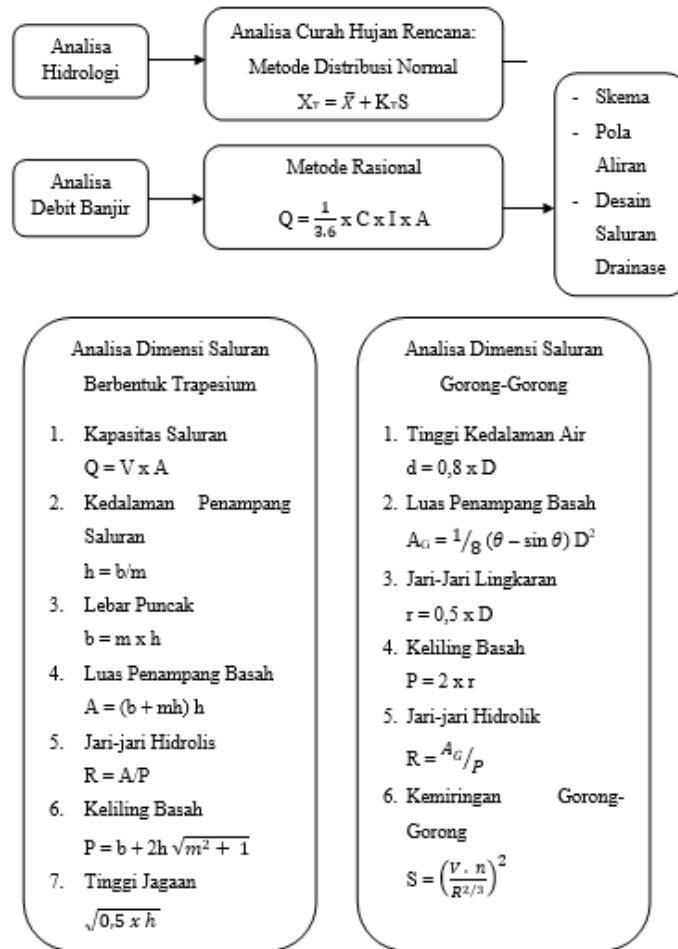 Analisa
Hidrologi
Analisa Curah Hujan Rencana:
Metode Distribusi Normal
X_T = X̄ + K_TS
Analisa
Debit Banjir
Metode Rasional
Q = 1/3.6 x C x I x A
- Skema
- Pola
Aliran
- Desain
Saluran
Drainase
Analisa Dimensi Saluran
Berbentuk Trapesium
1. Kapasitas Saluran
Q = V x A
2. Kedalaman Penampang
Saluran
h = b/m
3. Lebar Puncak
b = m x h
4. Luas Penampang Basah
A = (b + mh) h
5. Jari-jari Hidrolis
R = A/P
6. Keliling Basah
P = b + 2h √(m² + 1)
7. Tinggi Jagaan
√(0,5 x h)
Analisa Dimensi Saluran
Gorong-Gorong
1. Tinggi Kedalaman Air
d = 0,8 x D
2. Luas Penampang Basah
A_G = 1/8 (θ – sin θ) D²
3. Jari-Jari Lingkaran
r = 0,5 x D
4. Keliling Basah
P = 2 x r
5. Jari-jari Hidrolik
R = A_G/P
6. Kemiringan Gorong-
Gorong
S = (V . n / R^2/3)²